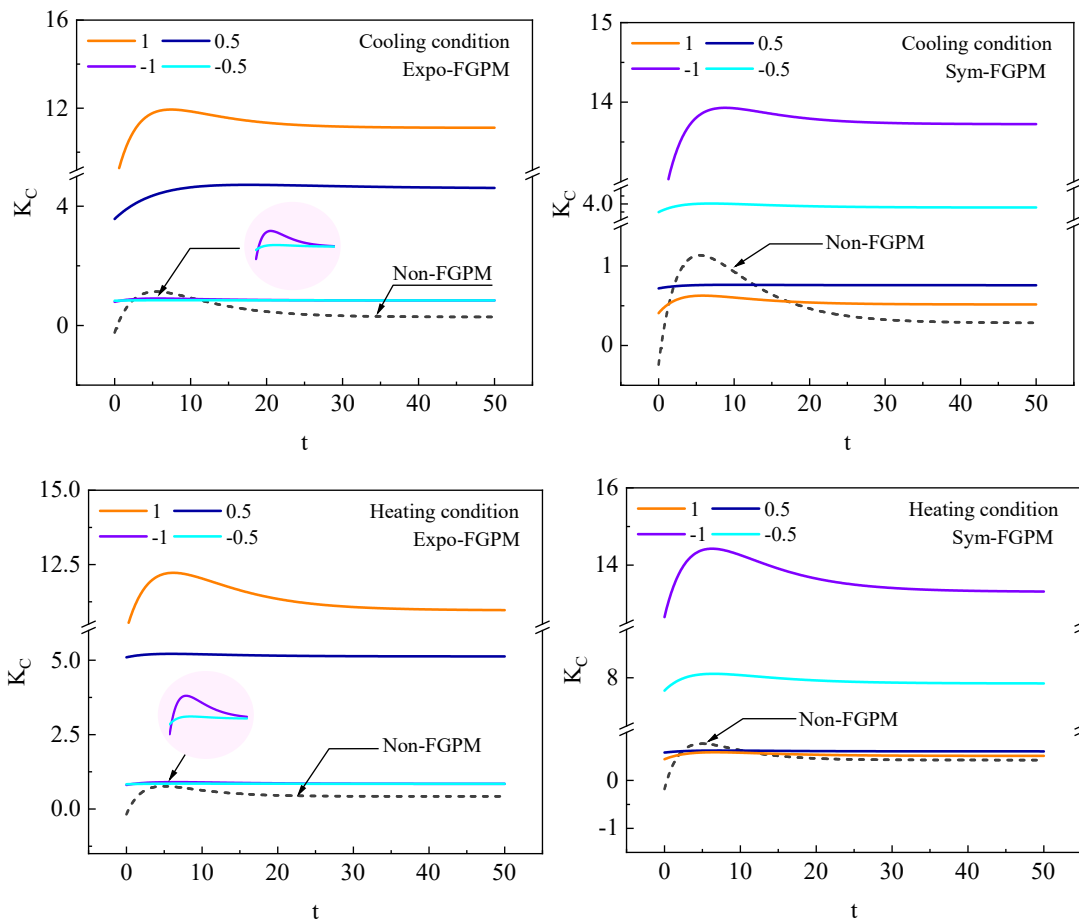 16
12
4
0
K_C
1 0.5
-1 -0.5
Cooling condition
Expo-FGPM
Non-FGPM
0 10 20 30 40 50
t
15
14
4.0
1
0
K_C
1 0.5
-1 -0.5
Cooling condition
Sym-FGPM
Non-FGPM
0 10 20 30 40 50
t
15.0
12.5
5.0
2.5
0.0
K_C
1 0.5
-1 -0.5
Heating condition
Expo-FGPM
Non-FGPM
0 10 20 30 40 50
t
16
14
8
0
-1
K_C
1 0.5
-1 -0.5
Heating condition
Sym-FGPM
Non-FGPM
0 10 20 30 40 50
t